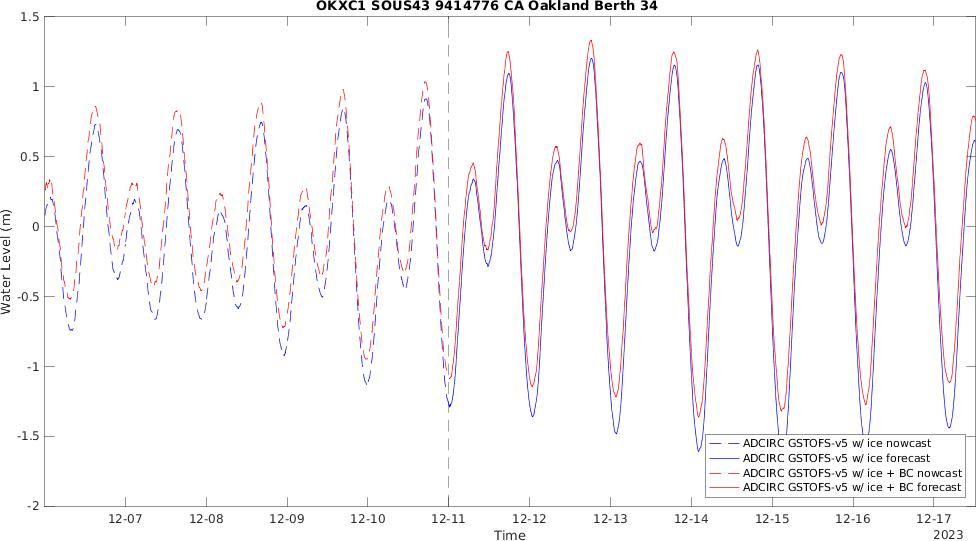 OKXC1 SOUS43 9414776 CA Oakland Berth 34
1.5
1
0.5
0
-0.5
-1
-1.5
-2
Water Level (m)
ADCIRC GSTOFS-v5 w/ ice nowcast
ADCIRC GSTOFS-v5 w/ ice forecast
ADCIRC GSTOFS-v5 w/ ice + BC nowcast
ADCIRC GSTOFS-v5 w/ ice + BC forecast
12-07 12-08 12-09 12-10 12-11 12-12 12-13 12-14 12-15 12-16 12-17
Time
2023